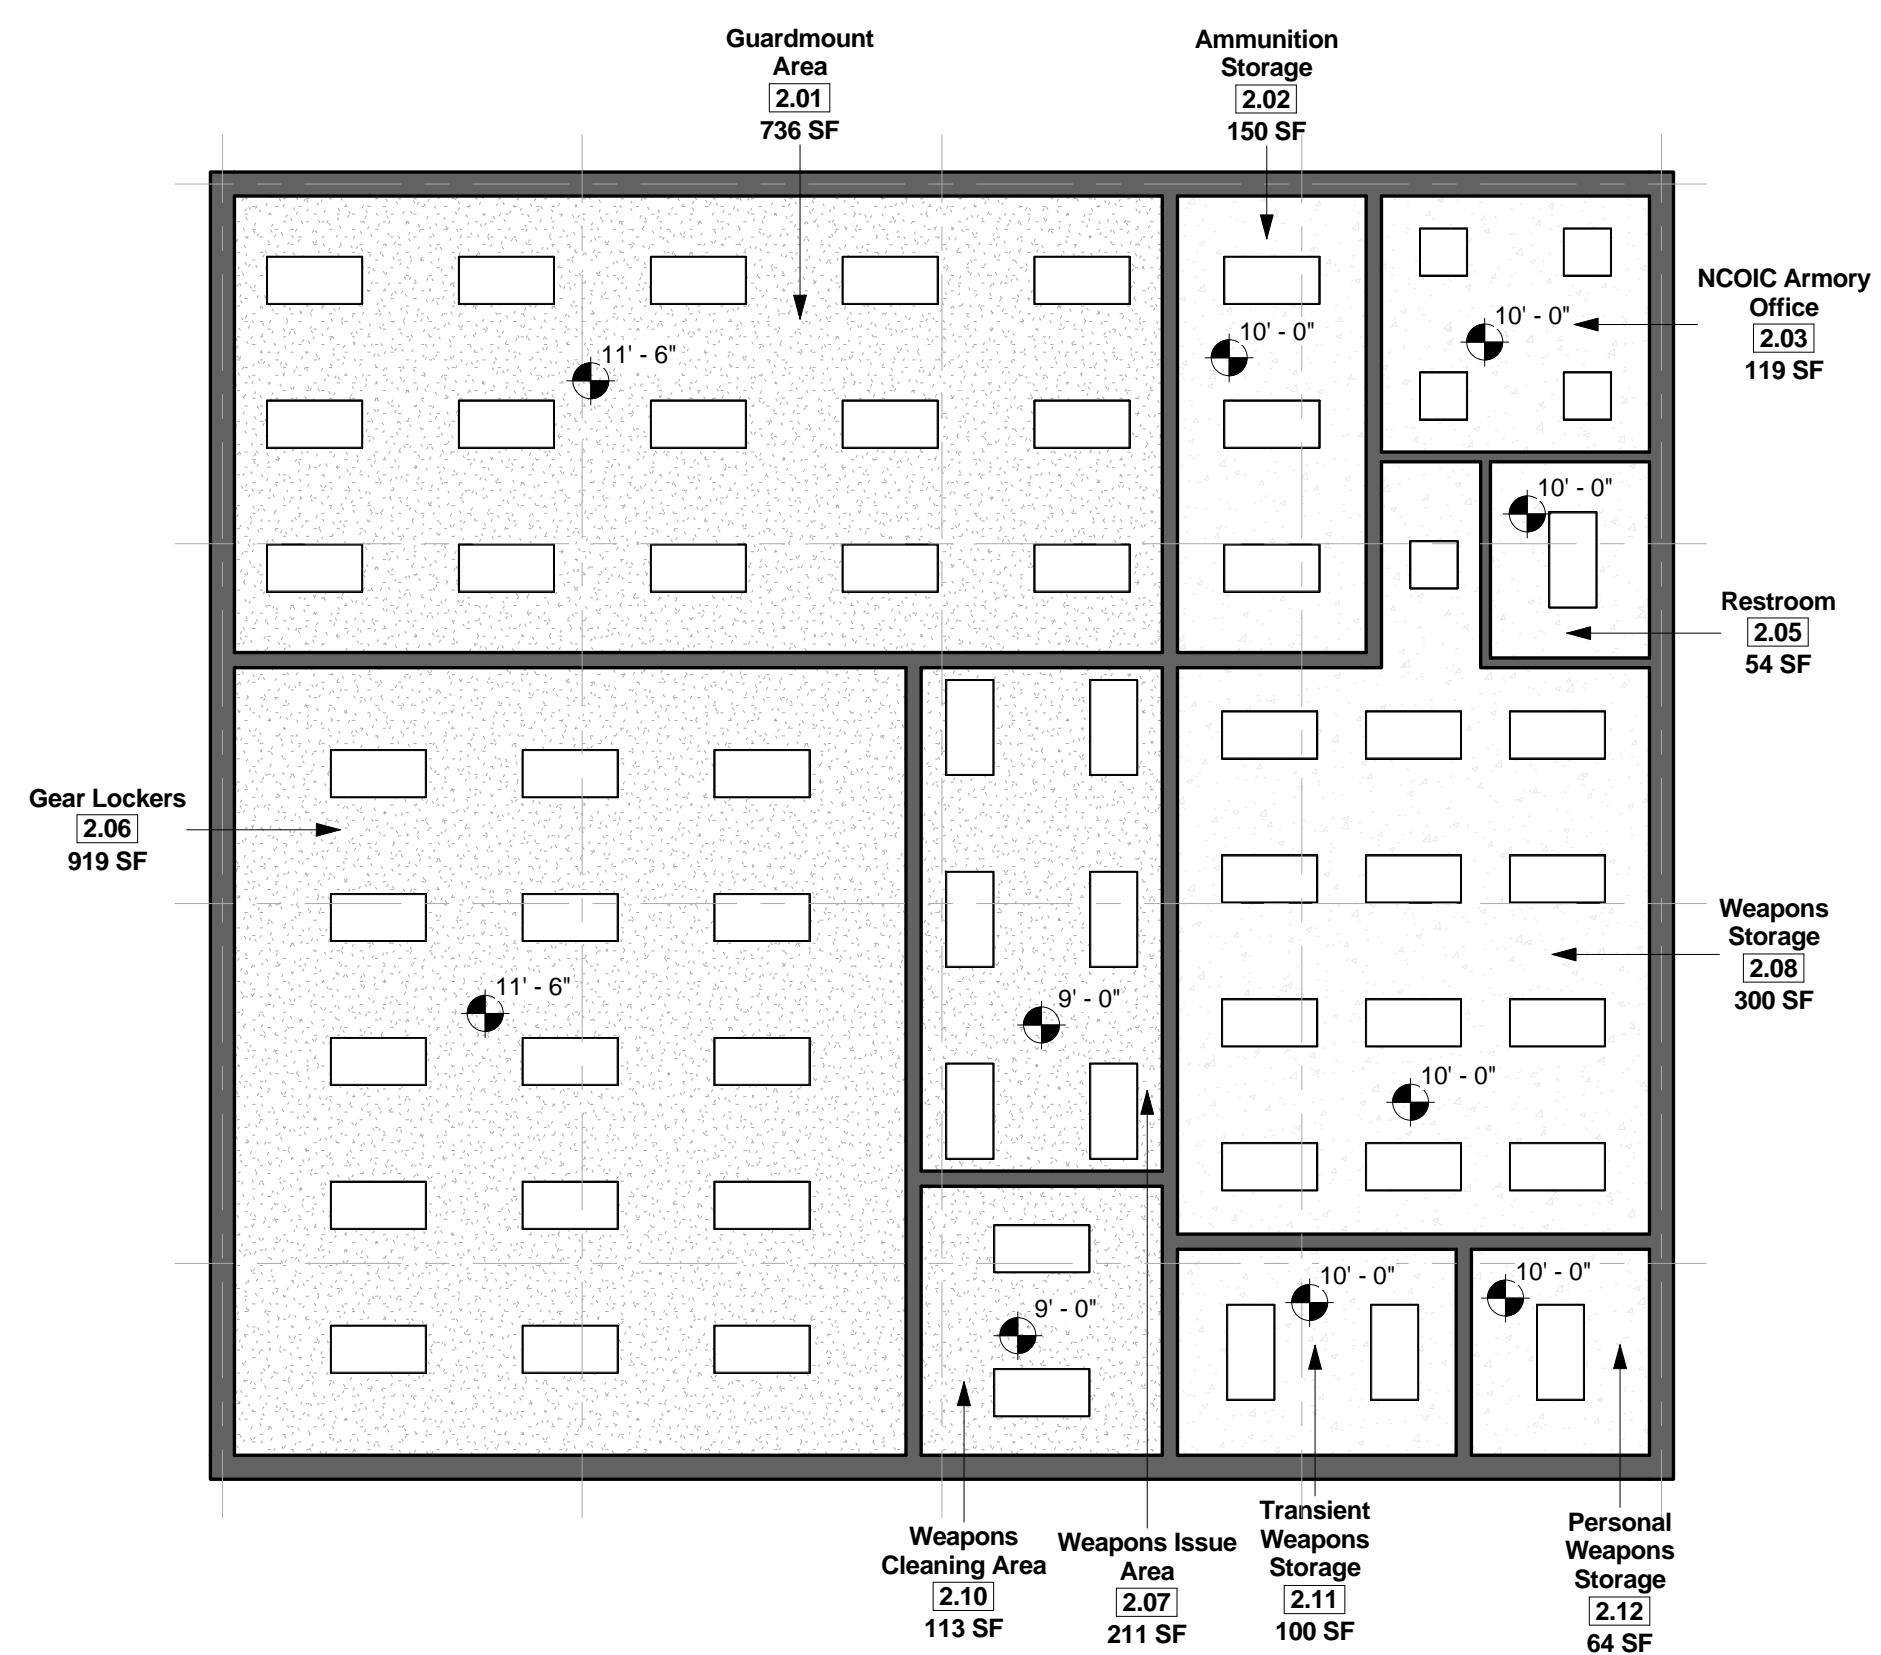 Guardmount
Area
2.01
736 SF
Ammunition
Storage
2.02
150 SF
NCOIC Armory
Office
2.03
119 SF
10' - 0"
10' - 0"
11' - 6"
10' - 0"
Restroom
2.05
54 SF
Gear Lockers
2.06
919 SF
Weapons
Storage
2.08
300 SF
11' - 6"
9' - 0"
10' - 0"
10' - 0"
10' - 0"
9' - 0"
Weapons
Cleaning Area
2.10
113 SF
Weapons Issue
Area
2.07
211 SF
Transient
Weapons
Storage
2.11
100 SF
Personal
Weapons
Storage
2.12
64 SF